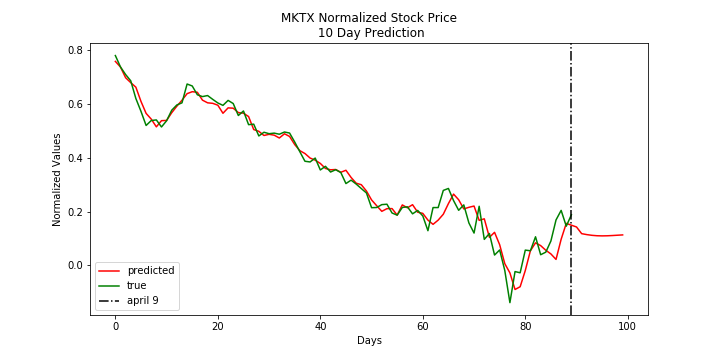 MKTX Normalized Stock Price
10 Day Prediction
Normalized Values
0.8
0.6
0.4
0.2
0.0
predicted
true
april 9
0 20 40 60 80 100
Days